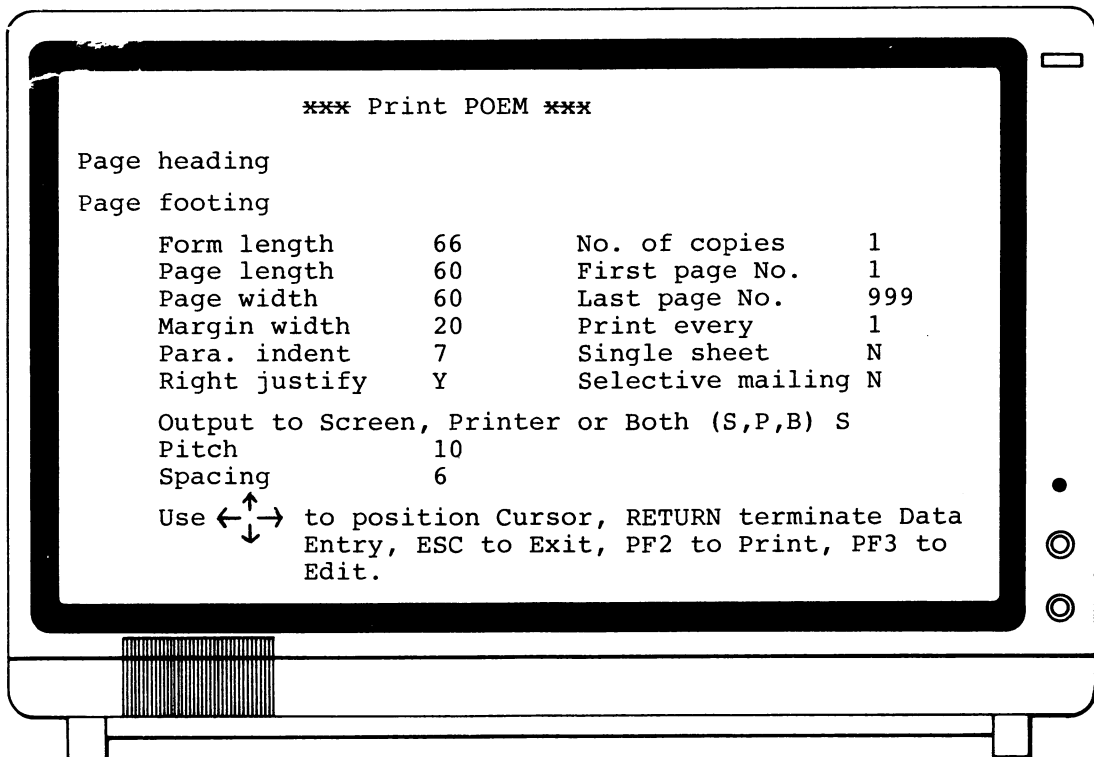 *** Print POEM ***
Page heading
Page footing
Form length 66 No. of copies 1
Page length 60 First page No. 1
Page width 60 Last page No. 999
Margin width 20 Print every 1
Para. indent 7 Single sheet N
Right justify Y Selective mailing N
Output to Screen, Printer or Both (S,P,B) S
Pitch 10
Spacing 6
Use ←↑↓→ to position Cursor, RETURN terminate Data
Entry, ESC to Exit, PF2 to Print, PF3 to
Edit.